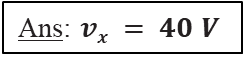 Ans: vₓ = 40 V